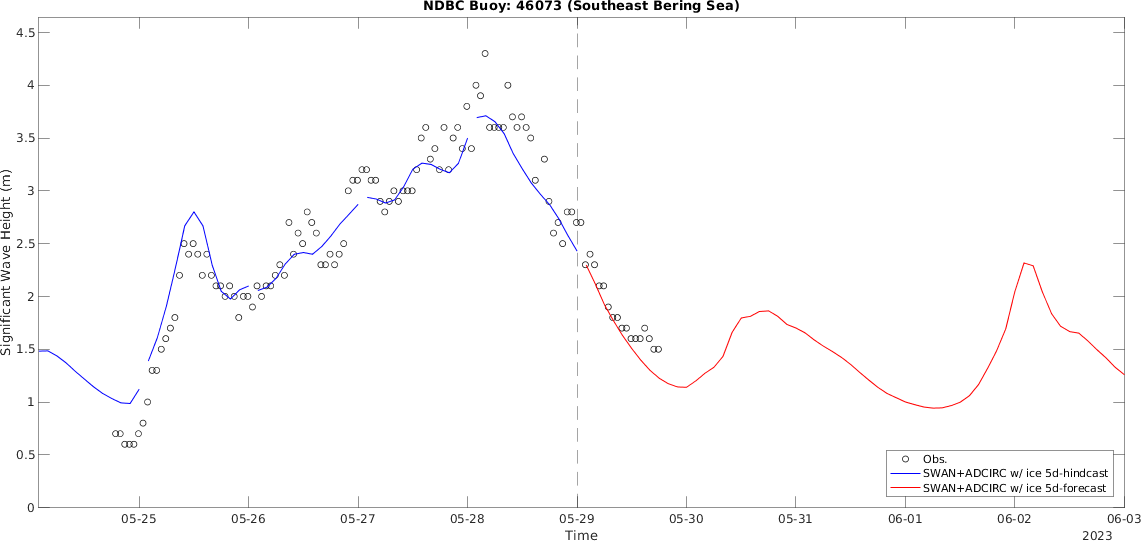 NDBC Buoy: 46073 (Southeast Bering Sea)
4.5
4
3.5
3
2.5
2
1.5
1
0.5
0
Significant Wave Height (m)
Obs.
SWAN+ADCIRC w/ ice 5d-hindcast
SWAN+ADCIRC w/ ice 5d-forecast
05-25 05-26 05-27 05-28 05-29 05-30 05-31 06-01 06-02 06-03
Time
2023